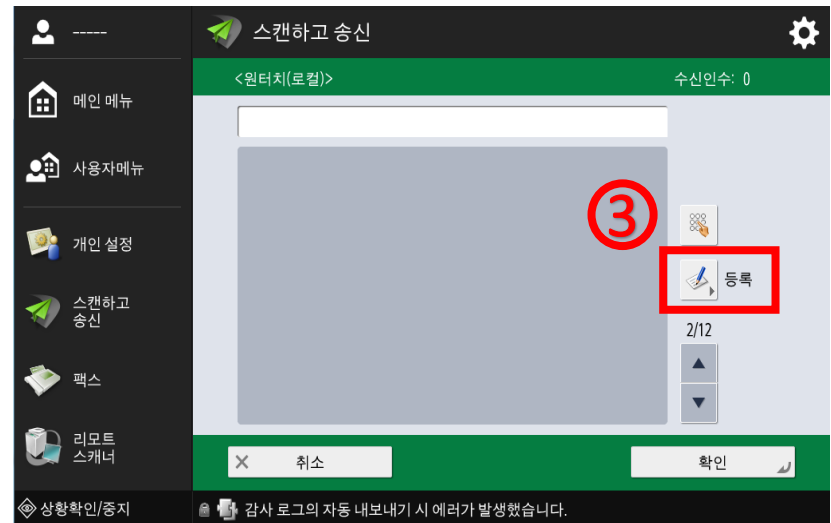 -----
스캔하고 송신
<원터치(로컬)>
수신인수: 0
메인 메뉴
사용자메뉴
③
개인 설정
등록
스캔하고
송신
2/12
팩스
리모트
스캐너
취소
확인
상황확인/중지
감사 로그의 자동 내보내기 시 에러가 발생했습니다.